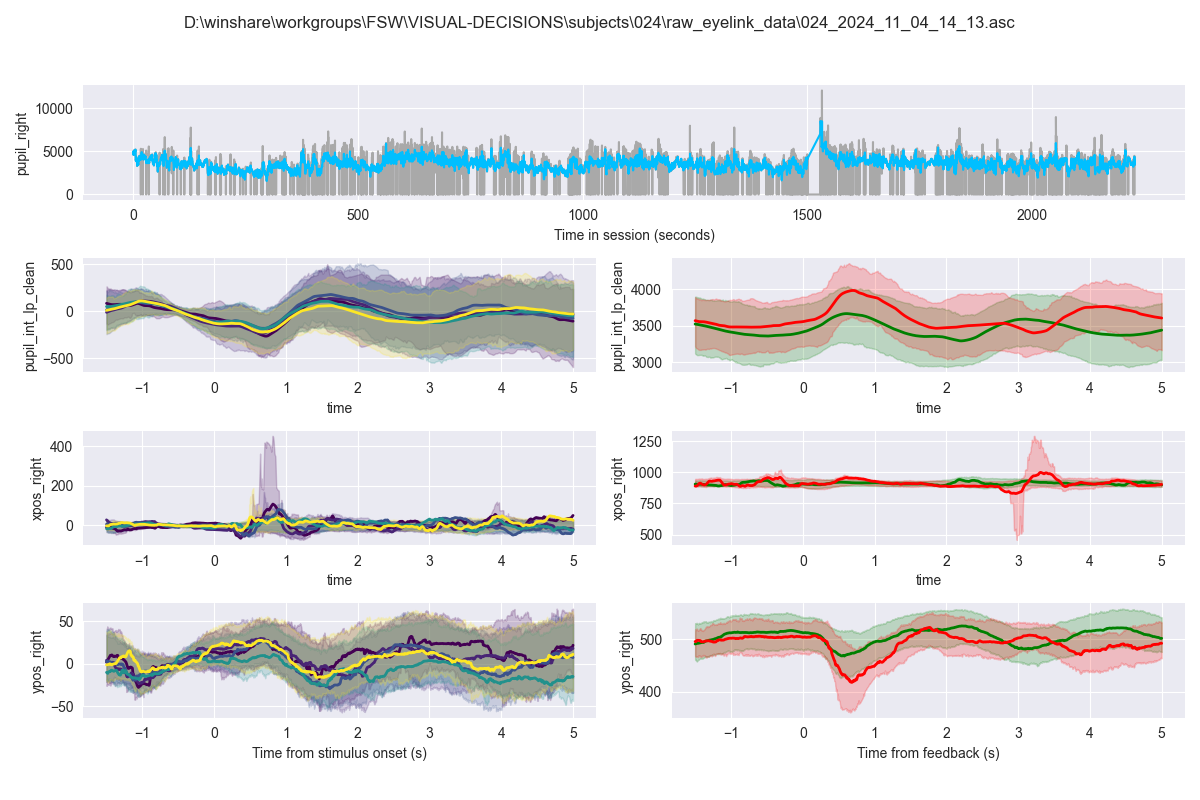 D:\winshare\workgroups\FSW\VISUAL-DECISIONS\subjects\024\raw_eyelink_data\024_2024_11_04_14_13.asc
pupil_right
10000
5000
0
0 500 1000 1500 2000
Time in session (seconds)
pupil_int_lp_clean
500
0
−500
−1 0 1 2 3 4 5
time
pupil_int_lp_clean
4000
3500
3000
−1 0 1 2 3 4 5
time
xpos_right
400
200
0
−1 0 1 2 3 4 5
time
xpos_right
1250
1000
750
500
−1 0 1 2 3 4 5
time
ypos_right
50
0
−50
−1 0 1 2 3 4 5
Time from stimulus onset (s)
ypos_right
500
400
−1 0 1 2 3 4 5
Time from feedback (s)